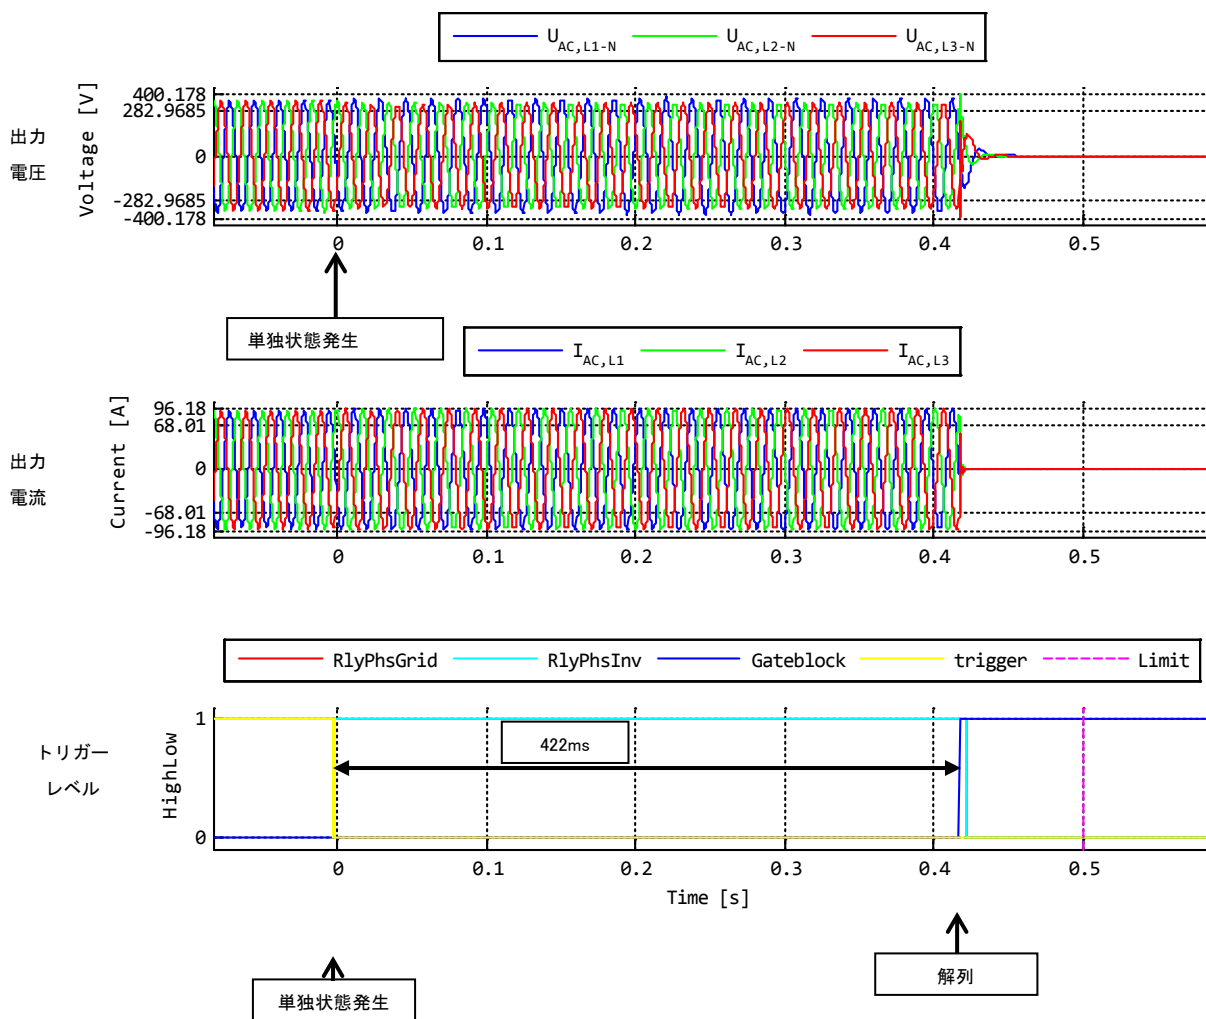 U_AC,L1-N U_AC,L2-N U_AC,L3-N
出力
電圧
Voltage [V]
400.178
282.9685
0
-282.9685
-400.178
0 0.1 0.2 0.3 0.4 0.5
単独状態発生
I_AC,L1 I_AC,L2 I_AC,L3
出力
電流
Current [A]
96.18
68.01
0
-68.01
-96.18
0 0.1 0.2 0.3 0.4 0.5
RlyPhsGrid RlyPhsInv Gateblock trigger Limit
トリガー
レベル
HighLow
1
422ms
0
0 0.1 0.2 0.3 0.4 0.5
Time [s]
解列
単独状態発生